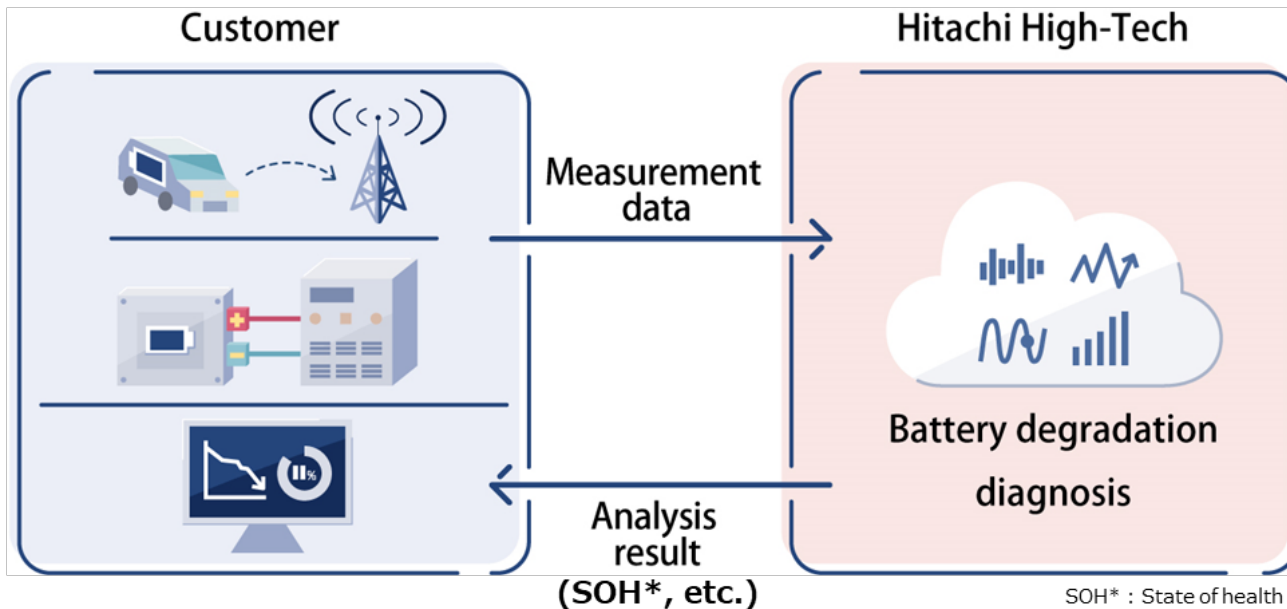 Customer
Hitachi High-Tech
Measurement
data
+
−
%
Battery degradation
diagnosis
Analysis
result
(SOH*, etc.)
SOH* : State of health